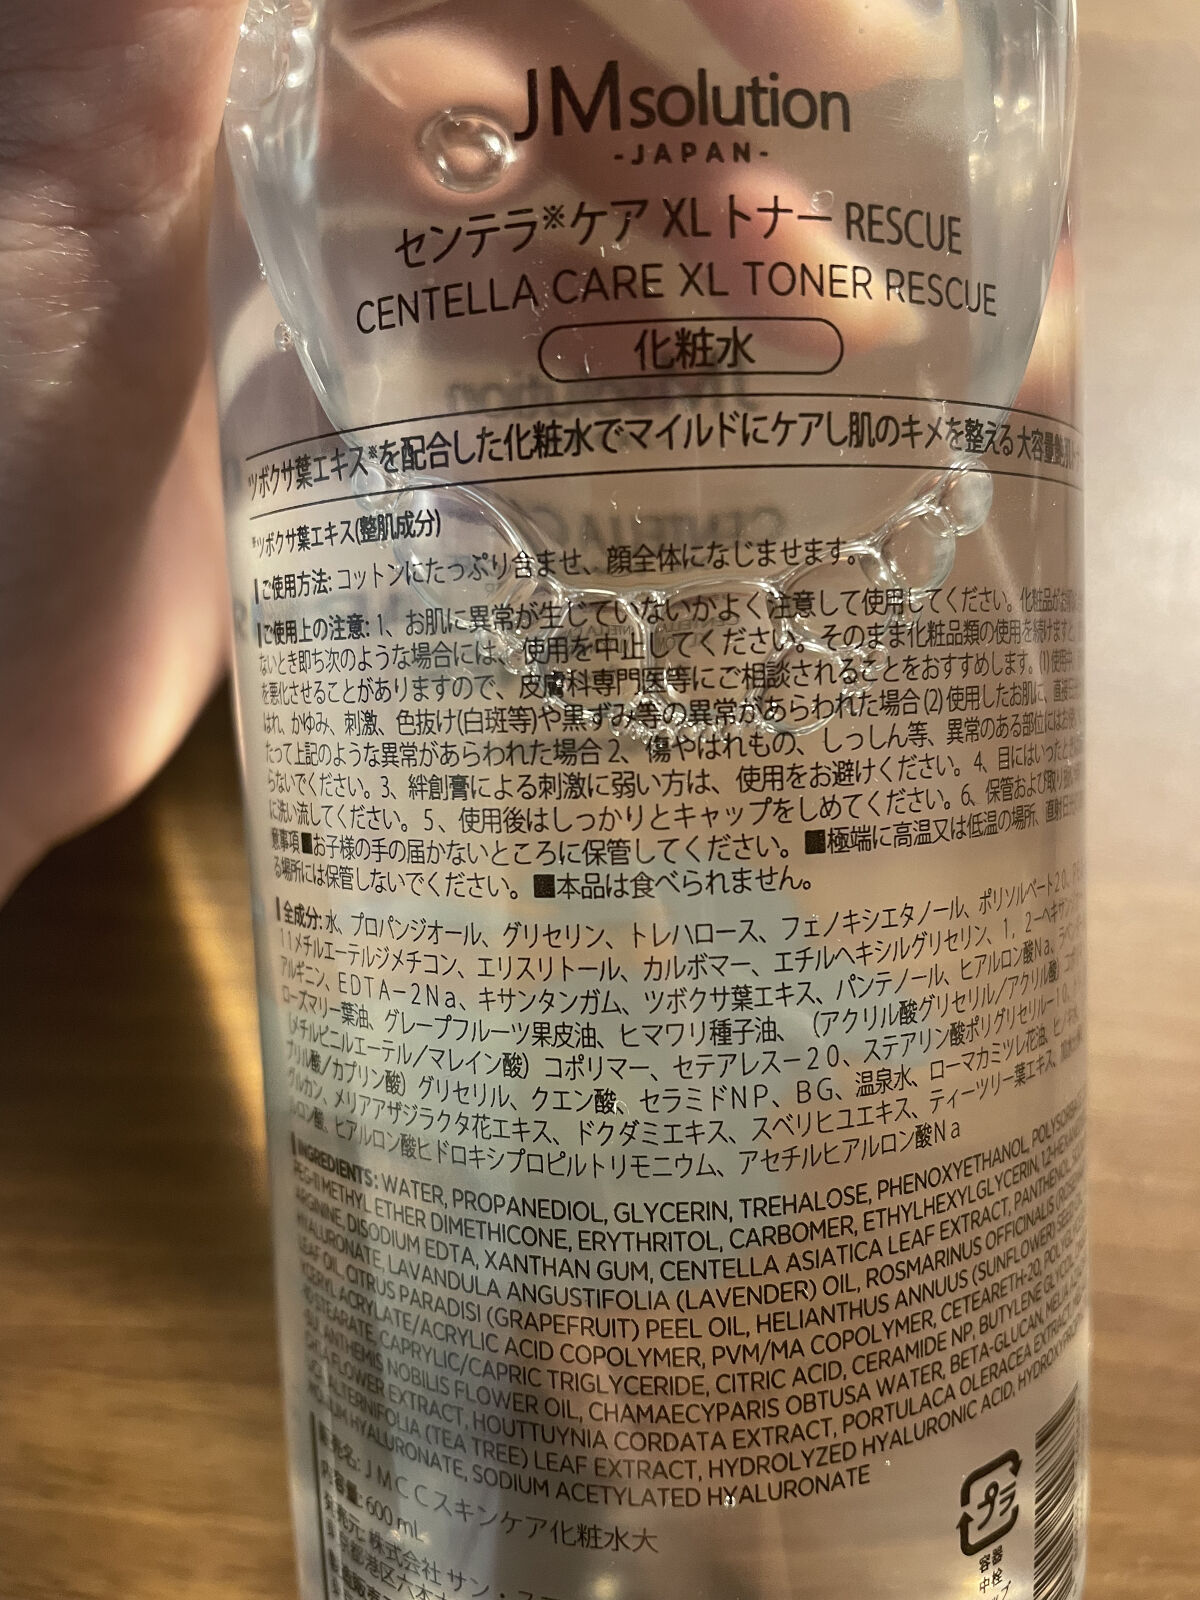 JMsolution
-JAPAN-
センテラ※ケア XL トナー RESCUE
CENTELLA CARE XL TONER RESCUE
化粧水
ツボクサ葉エキス※を配合した化粧水でマイルドにケアし肌のキメを整える大容量艶肌
※ツボクサ葉エキス(整肌成分)
ご使用方法: コットンにたっぷり含ませ、顔全体になじませます。
ご使用上の注意: 1、お肌に異常が生じていないかよく注意して使用してください。化粧品がお肌に
ないとき即ち次のような場合には、使用を中止してください。そのまま化粧品類の使用を続けますと、
を悪化させることがありますので、皮膚科専門医等にご相談されることをおすすめします。(1)使用中、
はれ、かゆみ、刺激、色抜け(白斑等)や黒ずみ等の異常があらわれた場合(2)使用したお肌に、直接日
たって上記のような異常があらわれた場合 2、傷やはれもの、しっしん等、異常のある部位にはお使
らないでください。3、絆創膏による刺激に弱い方は、使用をお避けください。4、目にはいったときは
に洗い流してください。5、使用後はしっかりとキャップをしめてください。6、保管および取り扱い
意事項■お子様の手の届かないところに保管してください。■極端に高温又は低温の場所、直射日光
る場所には保管しないでください。■本品は食べられません。
全成分: 水、プロパンジオール、グリセリン、トレハロース、フェノキシエタノール、ポリソルベート20、
11メチルエーテルジメチコン、エリスリトール、カルボマー、エチルヘキシルグリセリン、1，2－ヘキサン
アルギニン、EDTA－2Na、キサンタンガム、ツボクサ葉エキス、パンテノール、ヒアルロン酸Na、
ローズマリー葉油、グレープフルーツ果皮油、ヒマワリ種子油、（アクリル酸グリセリル／アクリル酸）
（メチルビニルエーテル／マレイン酸）コポリマー、セテアレス－20、ステアリン酸ポリグリセリル－10、
プリル酸／カプリン酸）グリセリル、クエン酸、セラミドNP、BG、温泉水、ローマカミツレ花油、
グルカン、メリアアザジラクタ花エキス、ドクダミエキス、スベリヒユエキス、ティーツリー葉エキス、
ルロン酸、ヒアルロン酸ヒドロキシプロピルトリモニウム、アセチルヒアルロン酸Na
INGREDIENTS: WATER, PROPANEDIOL, GLYCERIN, TREHALOSE, PHENOXYETHANOL,
PEG-11 METHYL ETHER DIMETHICONE, ERYTHRITOL, CARBOMER, ETHYLHEXYLGLYCERIN,
ARGININE, DISODIUM EDTA, XANTHAN GUM, CENTELLA ASIATICA LEAF EXTRACT, PANTHENOL,
HYALURONATE, LAVANDULA ANGUSTIFOLIA (LAVENDER) OIL, ROSMARINUS OFFICINALIS
LEAF OIL, CITRUS PARADISI (GRAPEFRUIT) PEEL OIL, HELIANTHUS ANNUUS (SUNFLOWER)
ACRYLATE/ACRYLIC ACID COPOLYMER, PVM/MA COPOLYMER, CETEARETH-20,
STEARATE, CAPRYLIC/CAPRIC TRIGLYCERIDE, CITRIC ACID, CERAMIDE NP, BUTYLENE GLYCOL,
ANTHEMIS NOBILIS FLOWER OIL, CHAMAECYPARIS OBTUSA WATER, BETA-GLUCAN,
FLOWER EXTRACT, HOUTTUYNIA CORDATA EXTRACT, PORTULACA OLERACEA EXTRACT,
ALTERNIFOLIA (TEA TREE) LEAF EXTRACT, HYDROLYZED HYALURONIC ACID,
HYALURONATE, SODIUM ACETYLATED HYALURONATE
販売名: JMCCスキンケア化粧水大
内容量: 600 mL
発売元: 株式会社 サン・ス
プラ
容器
中栓